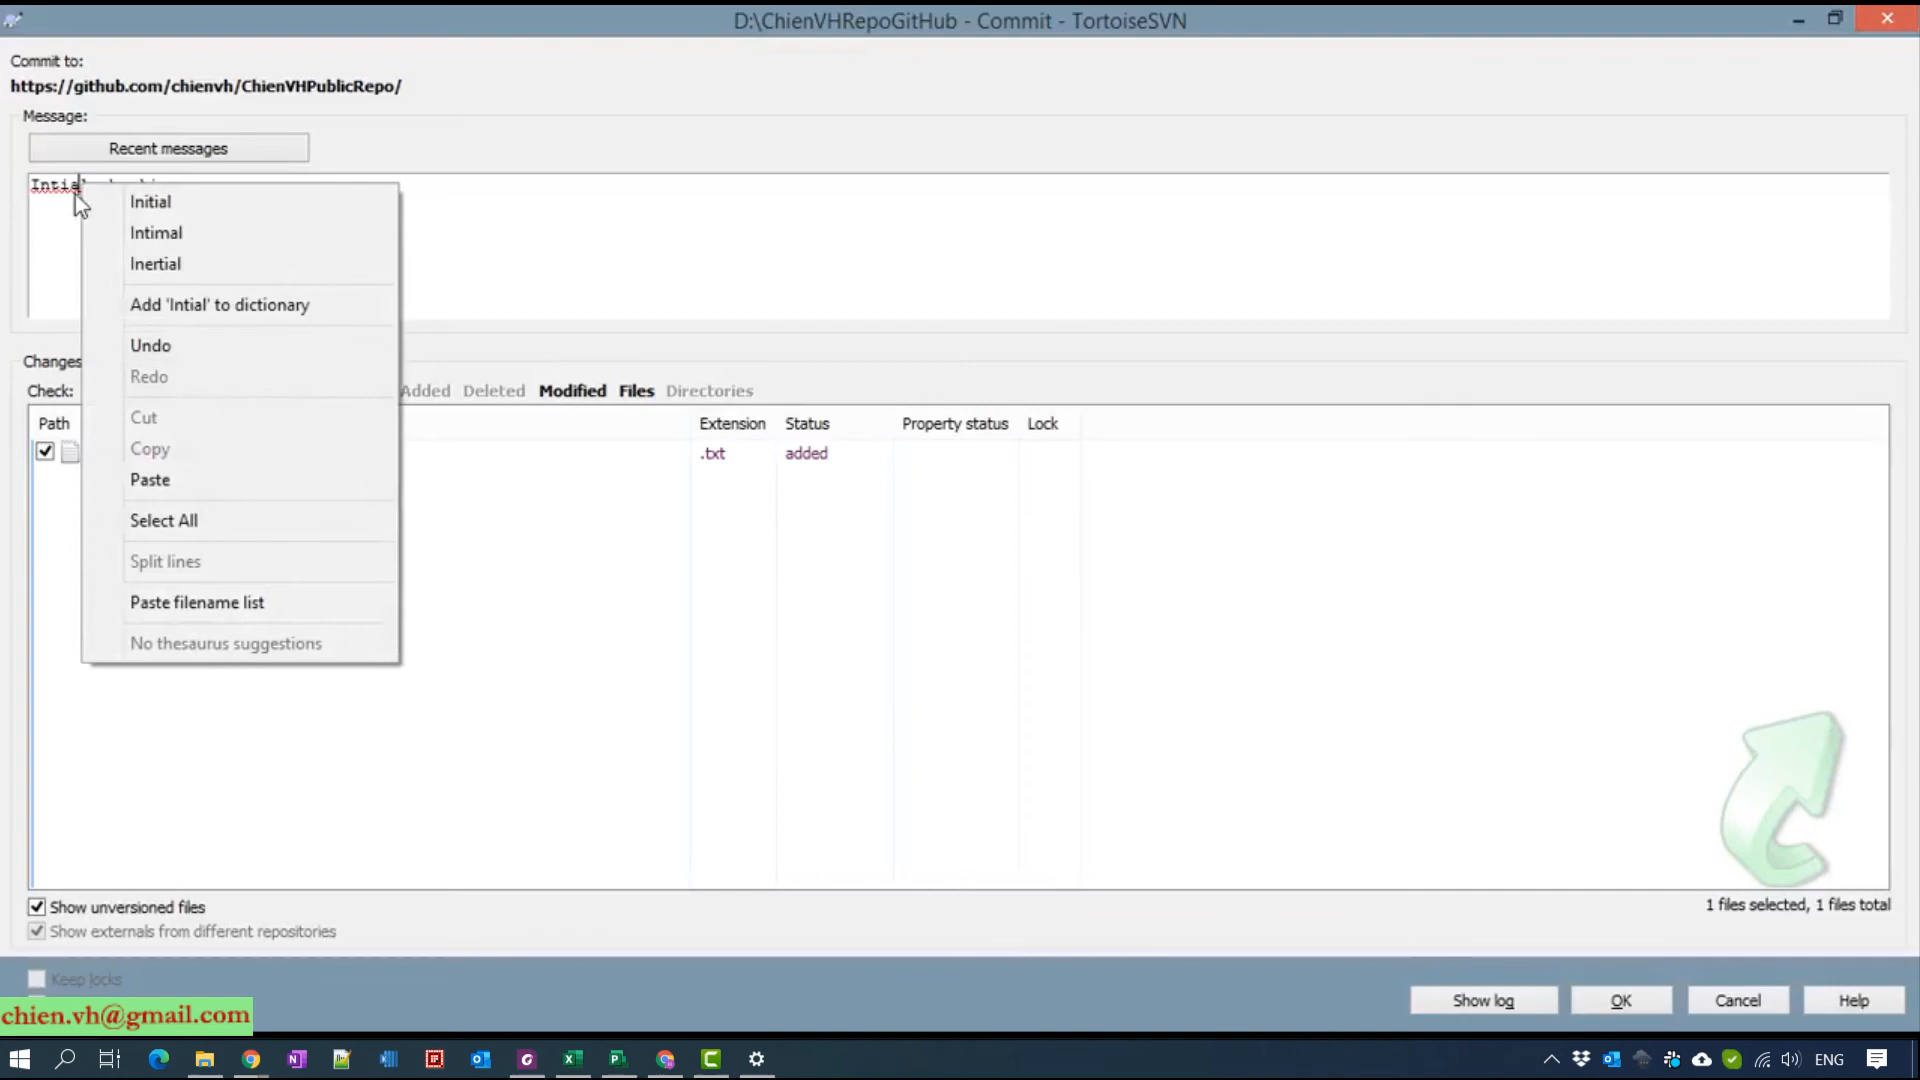 D:\ChienVHRepoGitHub - Commit - TortoiseSVN
Commit to:
https://github.com/chienvh/ChienVHPublicRepo/
Message:
Recent messages
Initial
Intimal
Inertial
Add 'Intial' to dictionary
Undo
Redo
Cut
Copy
Paste
Select All
Split lines
Paste filename list
No thesaurus suggestions
Changes
Check: Added Deleted Modified Files Directories
Path Extension Status Property status Lock
.txt added
Show unversioned files
1 files selected, 1 files total
Show externals from different repositories
Keep locks
chien.vh@gmail.com
Show log OK Cancel Help
ENG